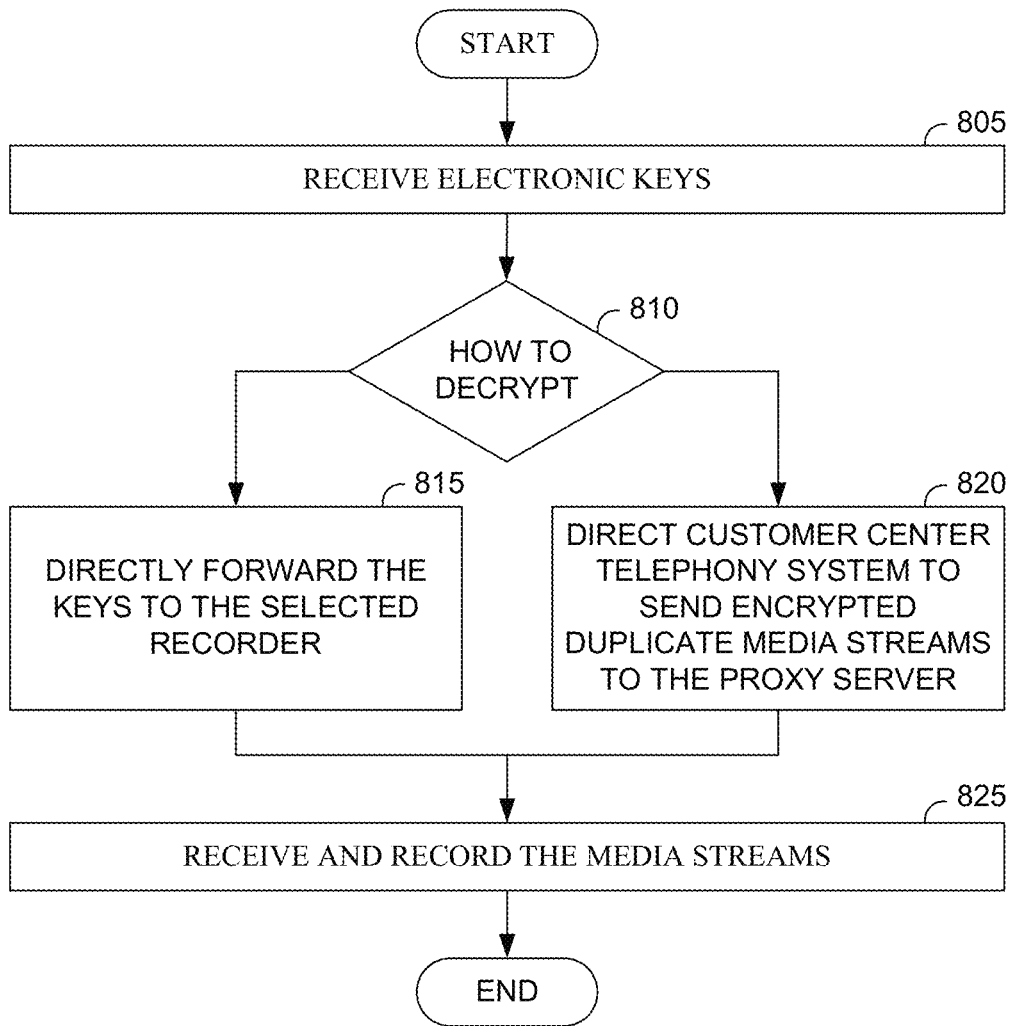 START
805
RECEIVE ELECTRONIC KEYS
810
HOW TO
DECRYPT
815
DIRECTLY FORWARD THE
KEYS TO THE SELECTED
RECORDER
820
DIRECT CUSTOMER CENTER
TELEPHONY SYSTEM TO
SEND ENCRYPTED
DUPLICATE MEDIA STREAMS
TO THE PROXY SERVER
825
RECEIVE AND RECORD THE MEDIA STREAMS
END